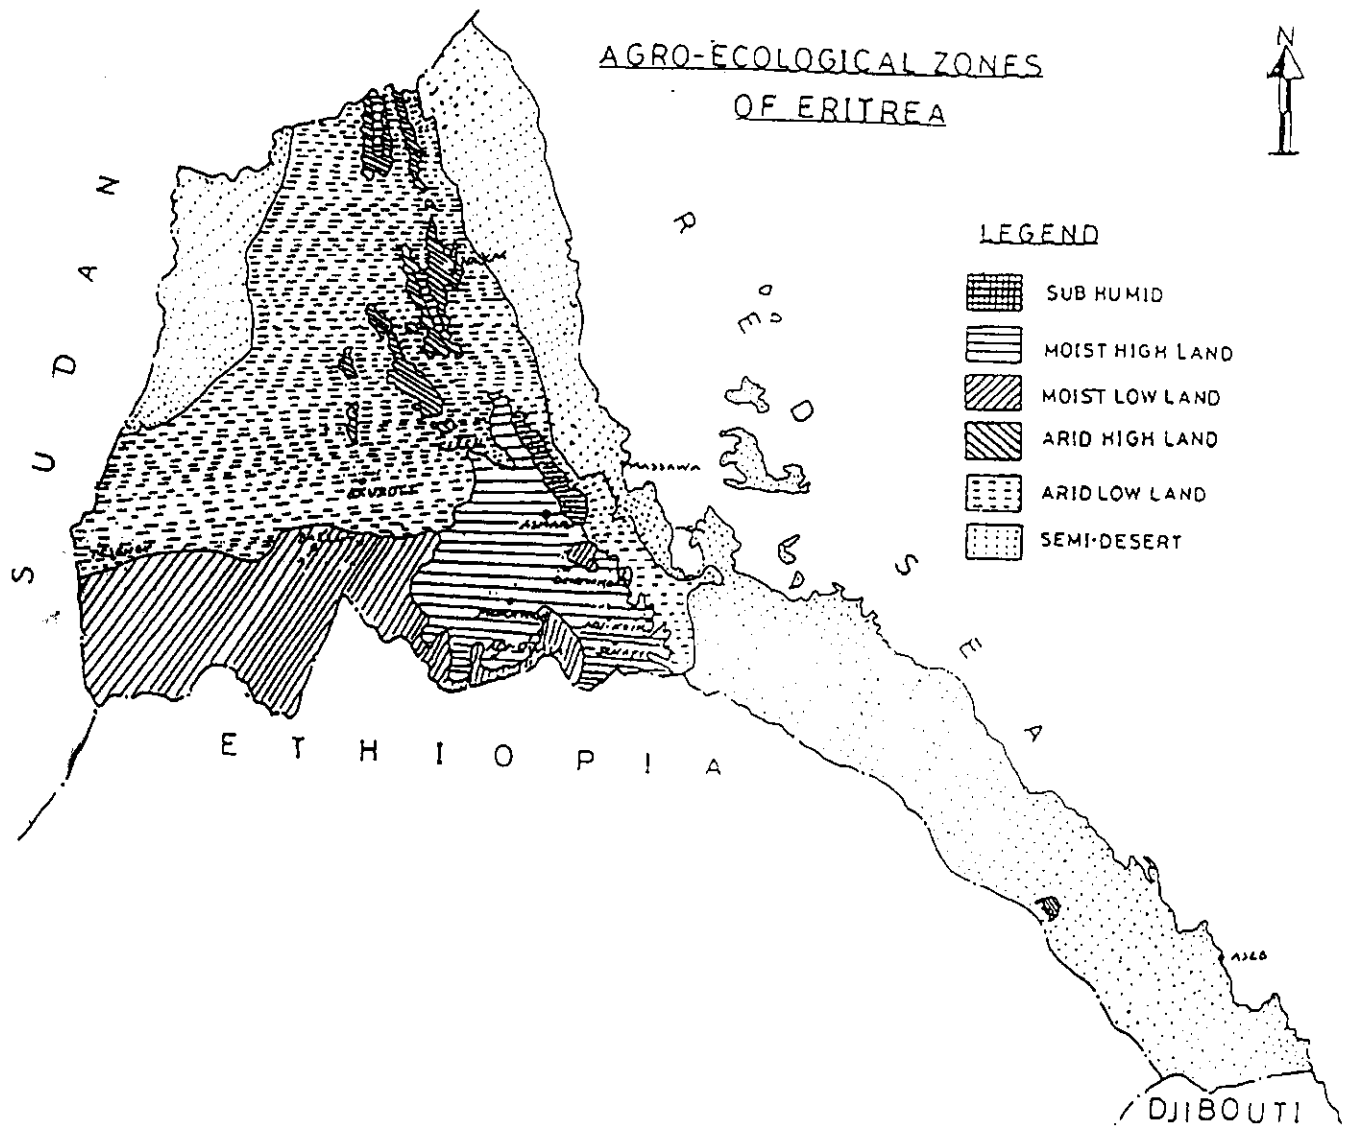 AGRO-ECOLOGICAL ZONES
OF ERITREA
N
LEGEND
SUB HUMID
MOIST HIGH LAND
MOIST LOW LAND
ARID HIGH LAND
ARID LOW LAND
SEMI-DESERT
SUDAN
RED SEA
MASSAWA
ETHIOPIA
DJIBOUTI